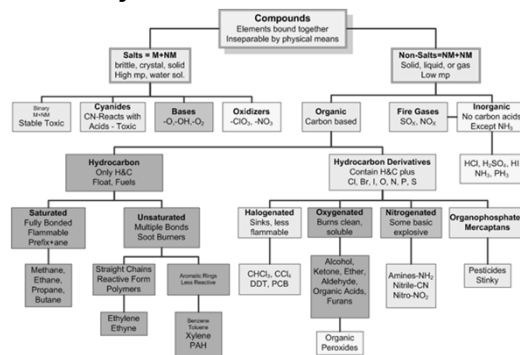 Compounds
Elements bound together
Inseparable by physical means
Salts = M+NM
brittle, crystal, solid
High mp, water sol.
Non-Salts=NM+NM
Solid, liquid, or gas
Low mp
Binary
M+NM
Stable Toxic
Cyanides
CN-Reacts with
Acids - Toxic
Bases
-O,-OH,-O₂
Oxidizers
-ClO₃, -NO₃
Organic
Carbon based
Fire Gases
SOₓ, NOₓ
Inorganic
No carbon acids
Except NH₃
HCl, H₂SO₄, HI
NH₃, PH₃
Hydrocarbon
Only H&C
Float, Fuels
Hydrocarbon Derivatives
Contain H&C plus
Cl, Br, I, O, N, P, S
Saturated
Fully Bonded
Flammable
Prefix+ane
Unsaturated
Multiple Bonds
Soot Burners
Halogenated
Sinks, less
flammable
Oxygenated
Burns clean,
soluble
Nitrogenated
Some basic
explosive
Organophosphate
Mercaptans
Methane,
Ethane,
Propane,
Butane
Straight Chains
Reactive Form
Polymers
Aromatic Rings
Less Reactive
CHCl₃, CCl₄
DDT, PCB
Alcohol,
Ketone, Ether,
Aldehyde,
Organic Acids,
Furans
Amines-NH₂
Nitrile-CN
Nitro-NO₂
Pesticides
Stinky
Ethylene
Ethyne
Benzene
Toluene
Xylene
PAH
Organic
Peroxides